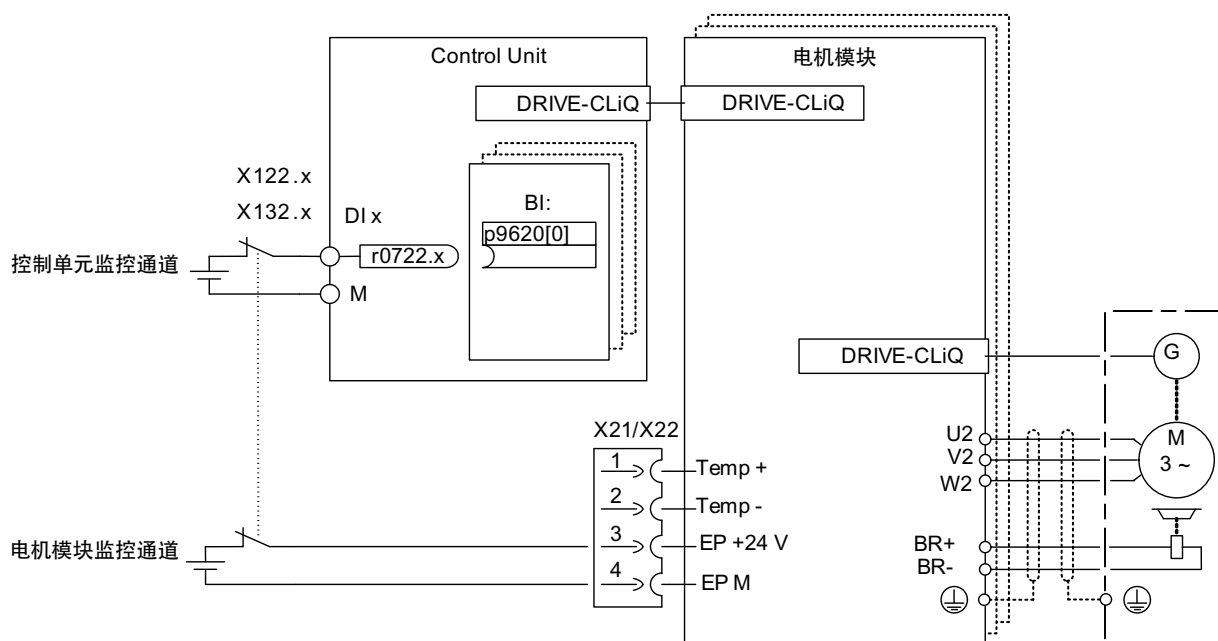 Control Unit
电机模块
DRIVE-CLiQ
DRIVE-CLiQ
X122.x
X132.x
DI x
BI:
p9620[0]
r0722.x
控制单元监控通道
M
DRIVE-CLiQ
G
X21/X22
U2
V2
W2
M
3 ~
1
Temp +
2
Temp -
3
EP +24 V
4
EP M
电机模块监控通道
BR+
BR-